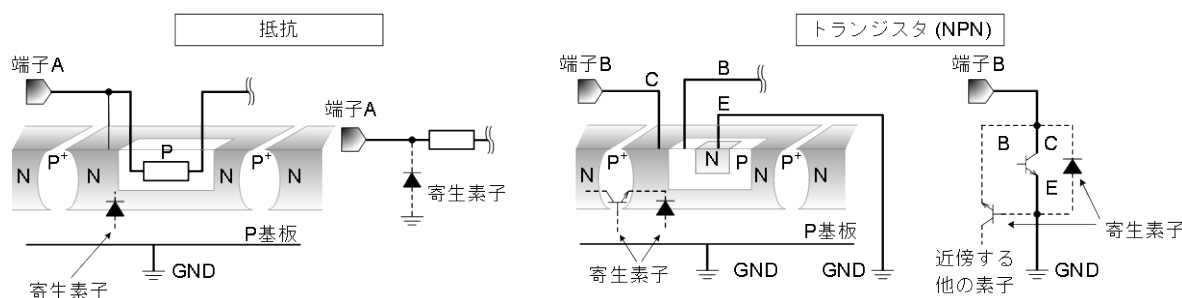 抵抗
トランジスタ (NPN)
端子A
端子A
端子B
C
B
E
端子B
N
P+
N
P
N
P+
N
寄生素子
N
P+
N
N
P
N
P+
N
B
C
E
寄生素子
P基板
GND
寄生素子
P基板
GND
GND
寄生素子
近傍する
他の素子
GND